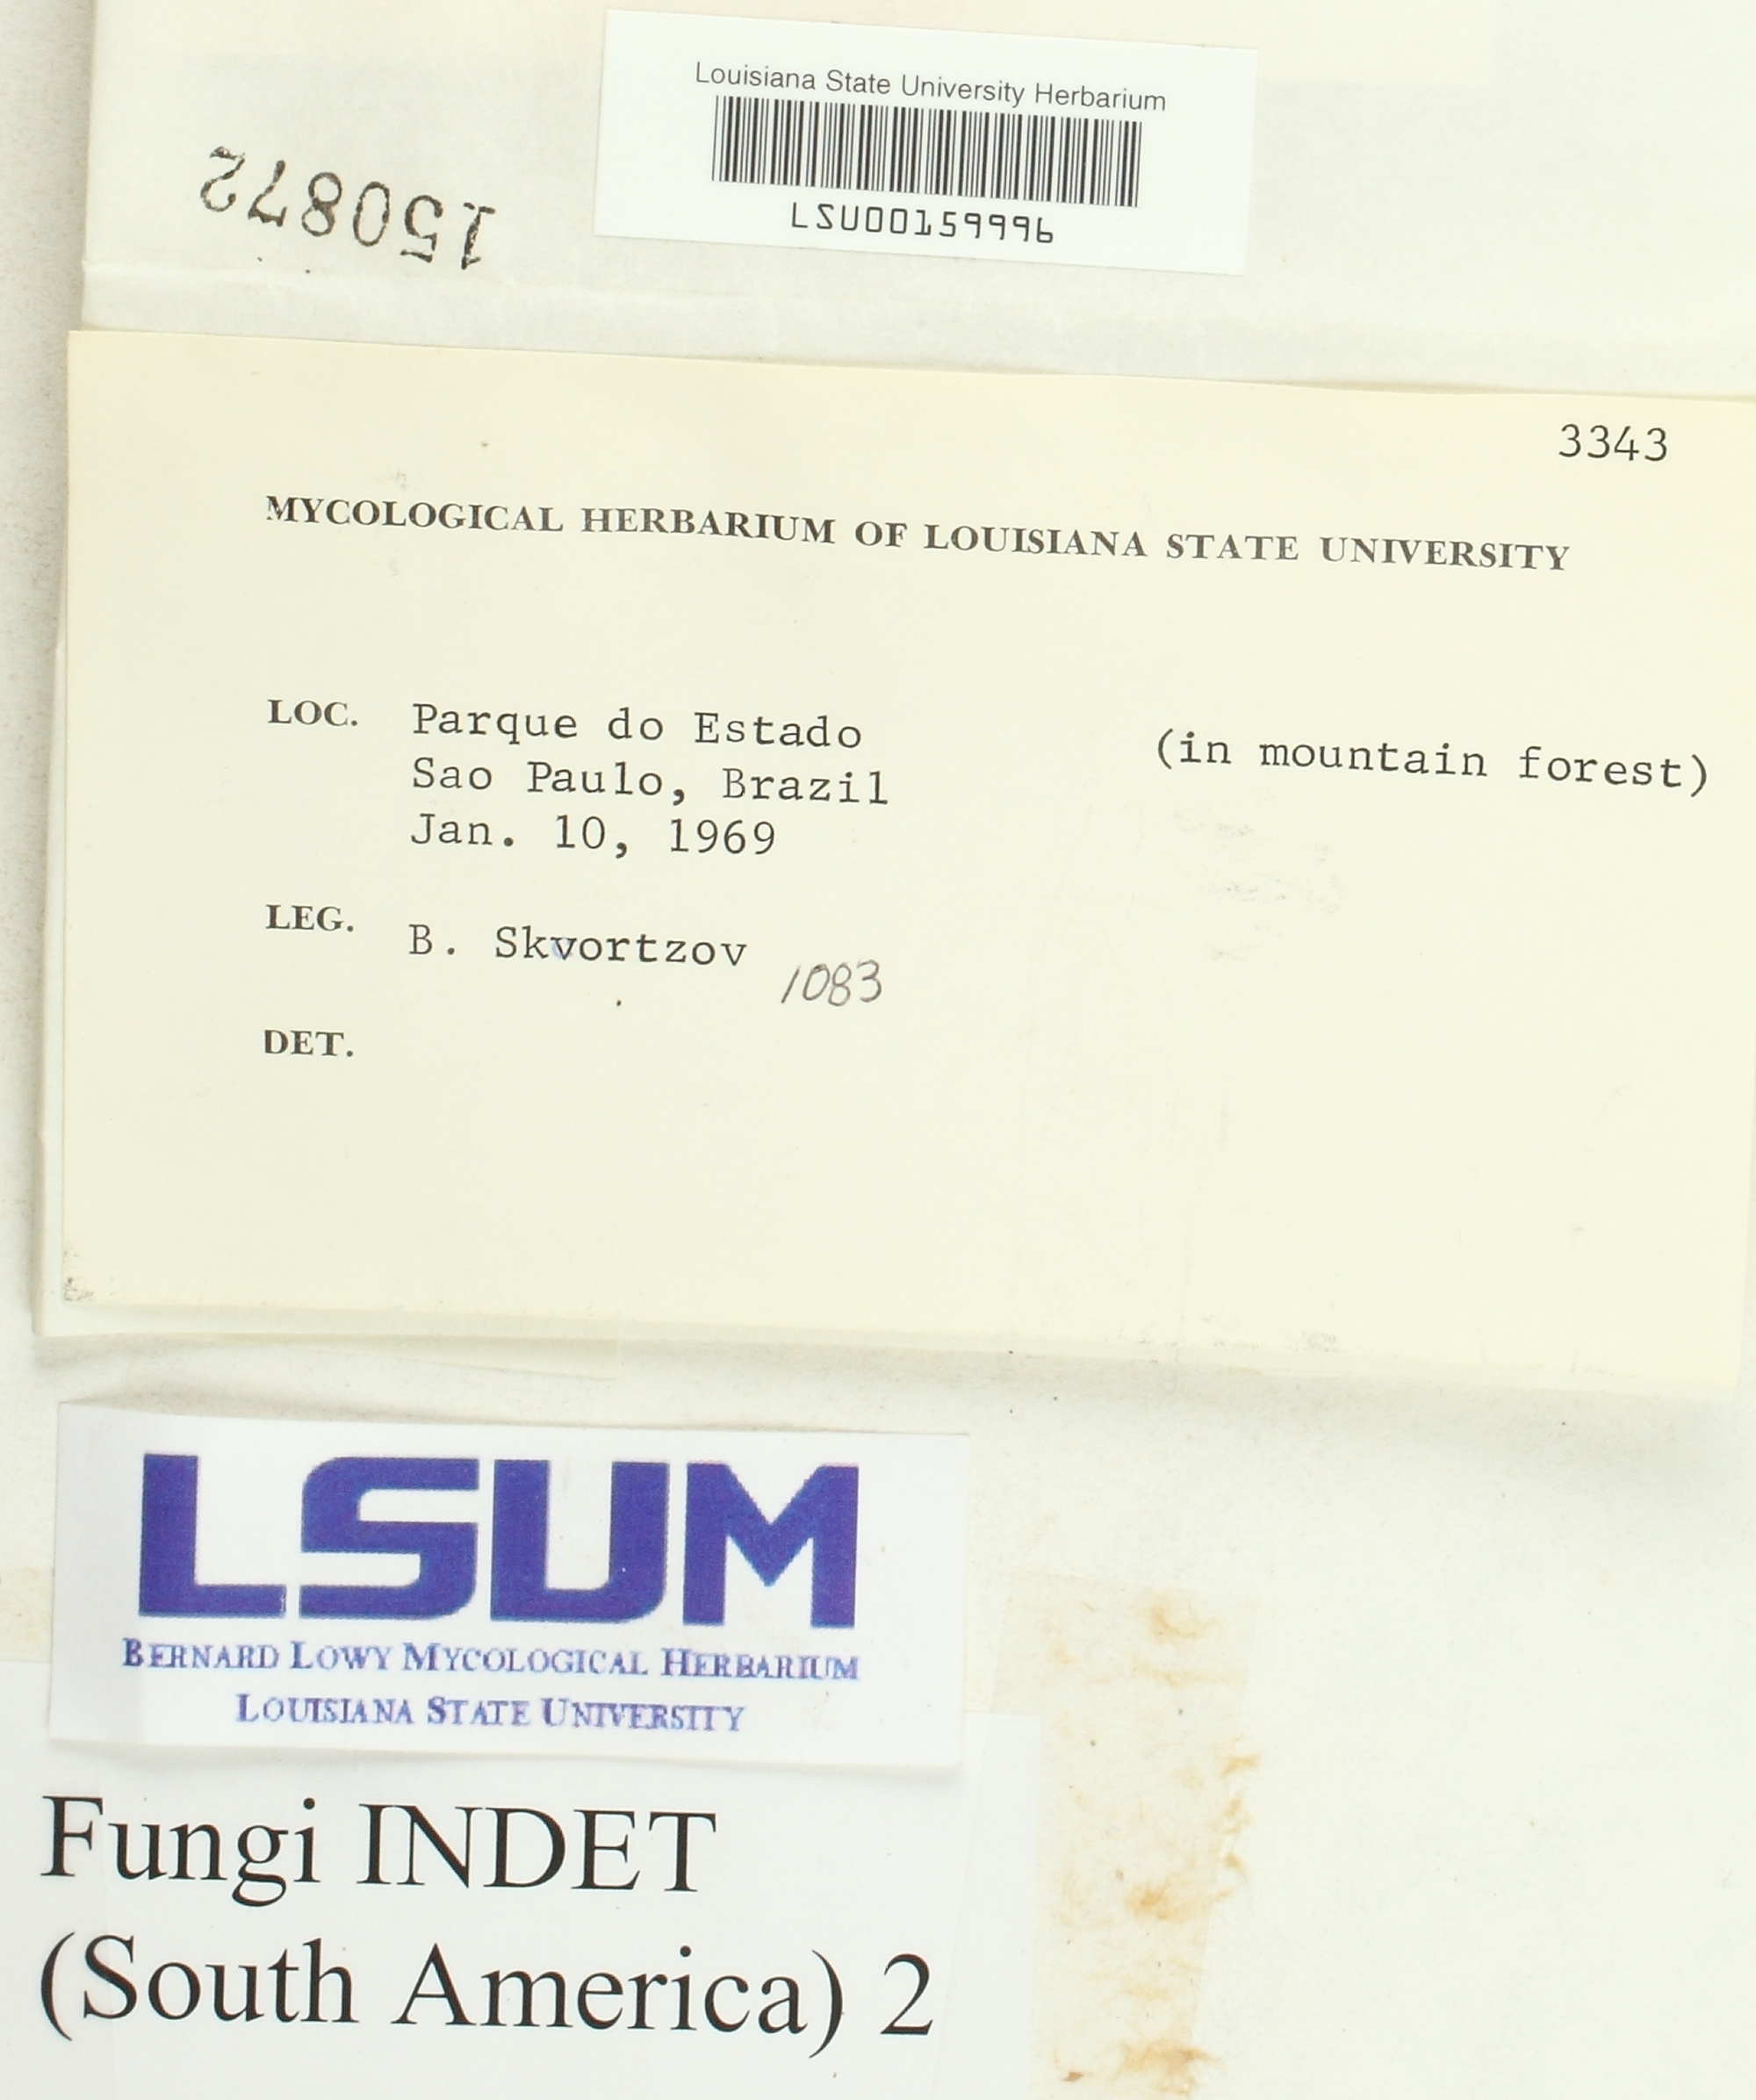 Louisiana State University Herbarium
LSU00159996
150872
3343
MYCOLOGICAL HERBARIUM OF LOUISIANA STATE UNIVERSITY
LOC. Parque do Estado (in mountain forest)
Sao Paulo, Brazil
Jan. 10, 1969
LEG. B. Skvortzov 1083
DET.
LSUM
BERNARD LOWY MYCOLOGICAL HERBARIUM
LOUISIANA STATE UNIVERSITY
Fungi INDET
(South America) 2